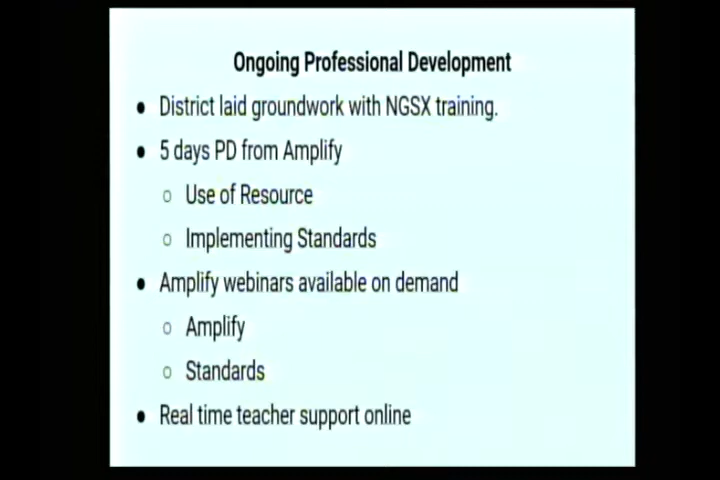 Ongoing Professional Development
● District laid groundwork with NGSX training.
● 5 days PD from Amplify
○ Use of Resource
○ Implementing Standards
● Amplify webinars available on demand
○ Amplify
○ Standards
● Real time teacher support online